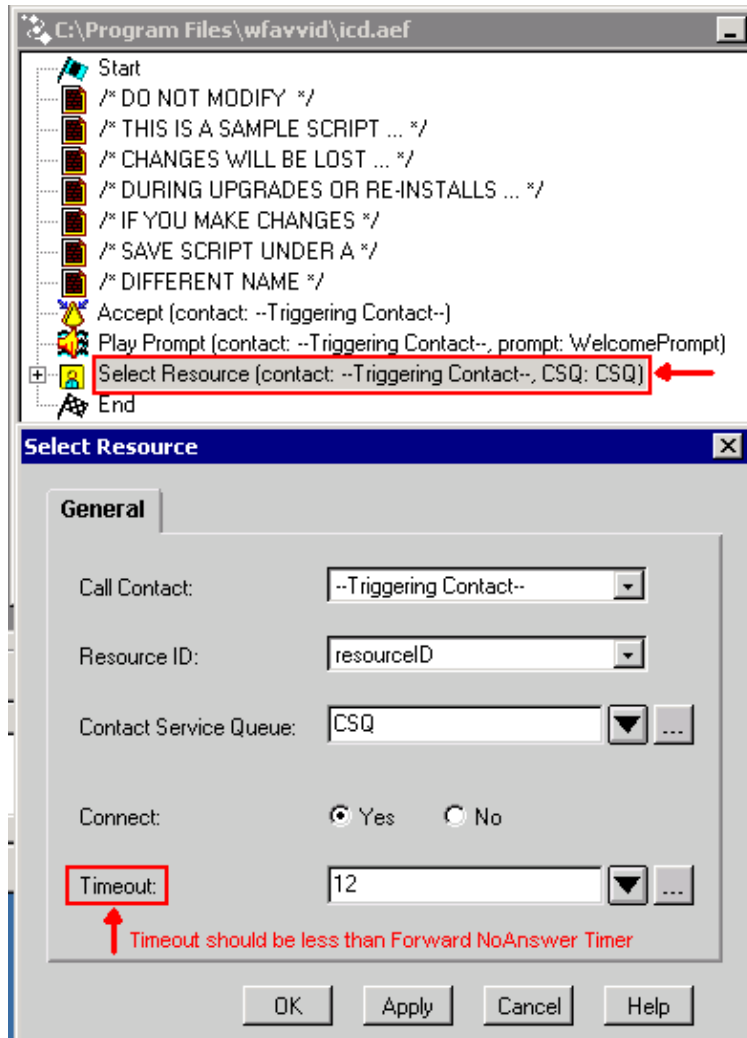 C:\Program Files\wfavvid\icd.aef
Start
/* DO NOT MODIFY */
/* THIS IS A SAMPLE SCRIPT ... */
/* CHANGES WILL BE LOST ... */
/* DURING UPGRADES OR RE-INSTALLS ... */
/* IF YOU MAKE CHANGES */
/* SAVE SCRIPT UNDER A */
/* DIFFERENT NAME */
Accept (contact: --Triggering Contact--)
Play Prompt (contact: --Triggering Contact--, prompt: WelcomePrompt)
Select Resource (contact: --Triggering Contact--, CSQ: CSQ)
End
Select Resource
General
Call Contact: --Triggering Contact--
Resource ID: resourceID
Contact Service Queue: CSQ ...
Connect: Yes No
Timeout: 12 ...
Timeout should be less than Forward NoAnswer Timer
OK Apply Cancel Help